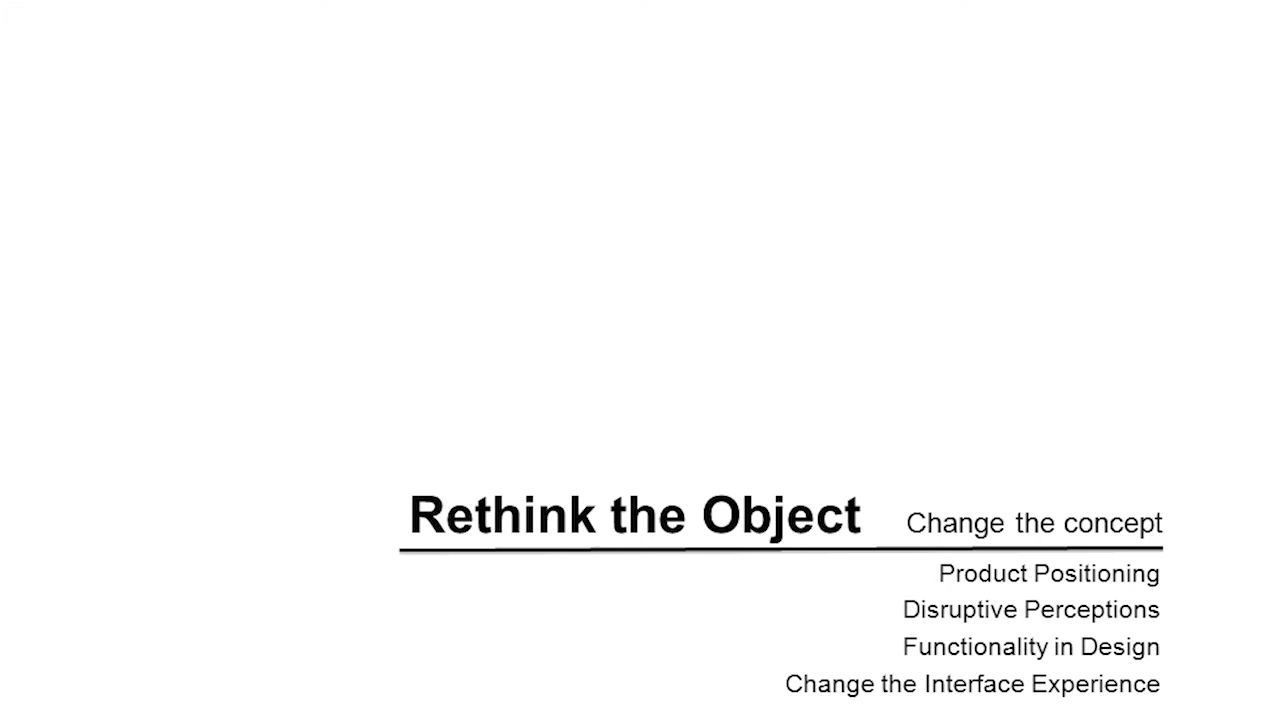 Rethink the Object Change the concept
Product Positioning
Disruptive Perceptions
Functionality in Design
Change the Interface Experience